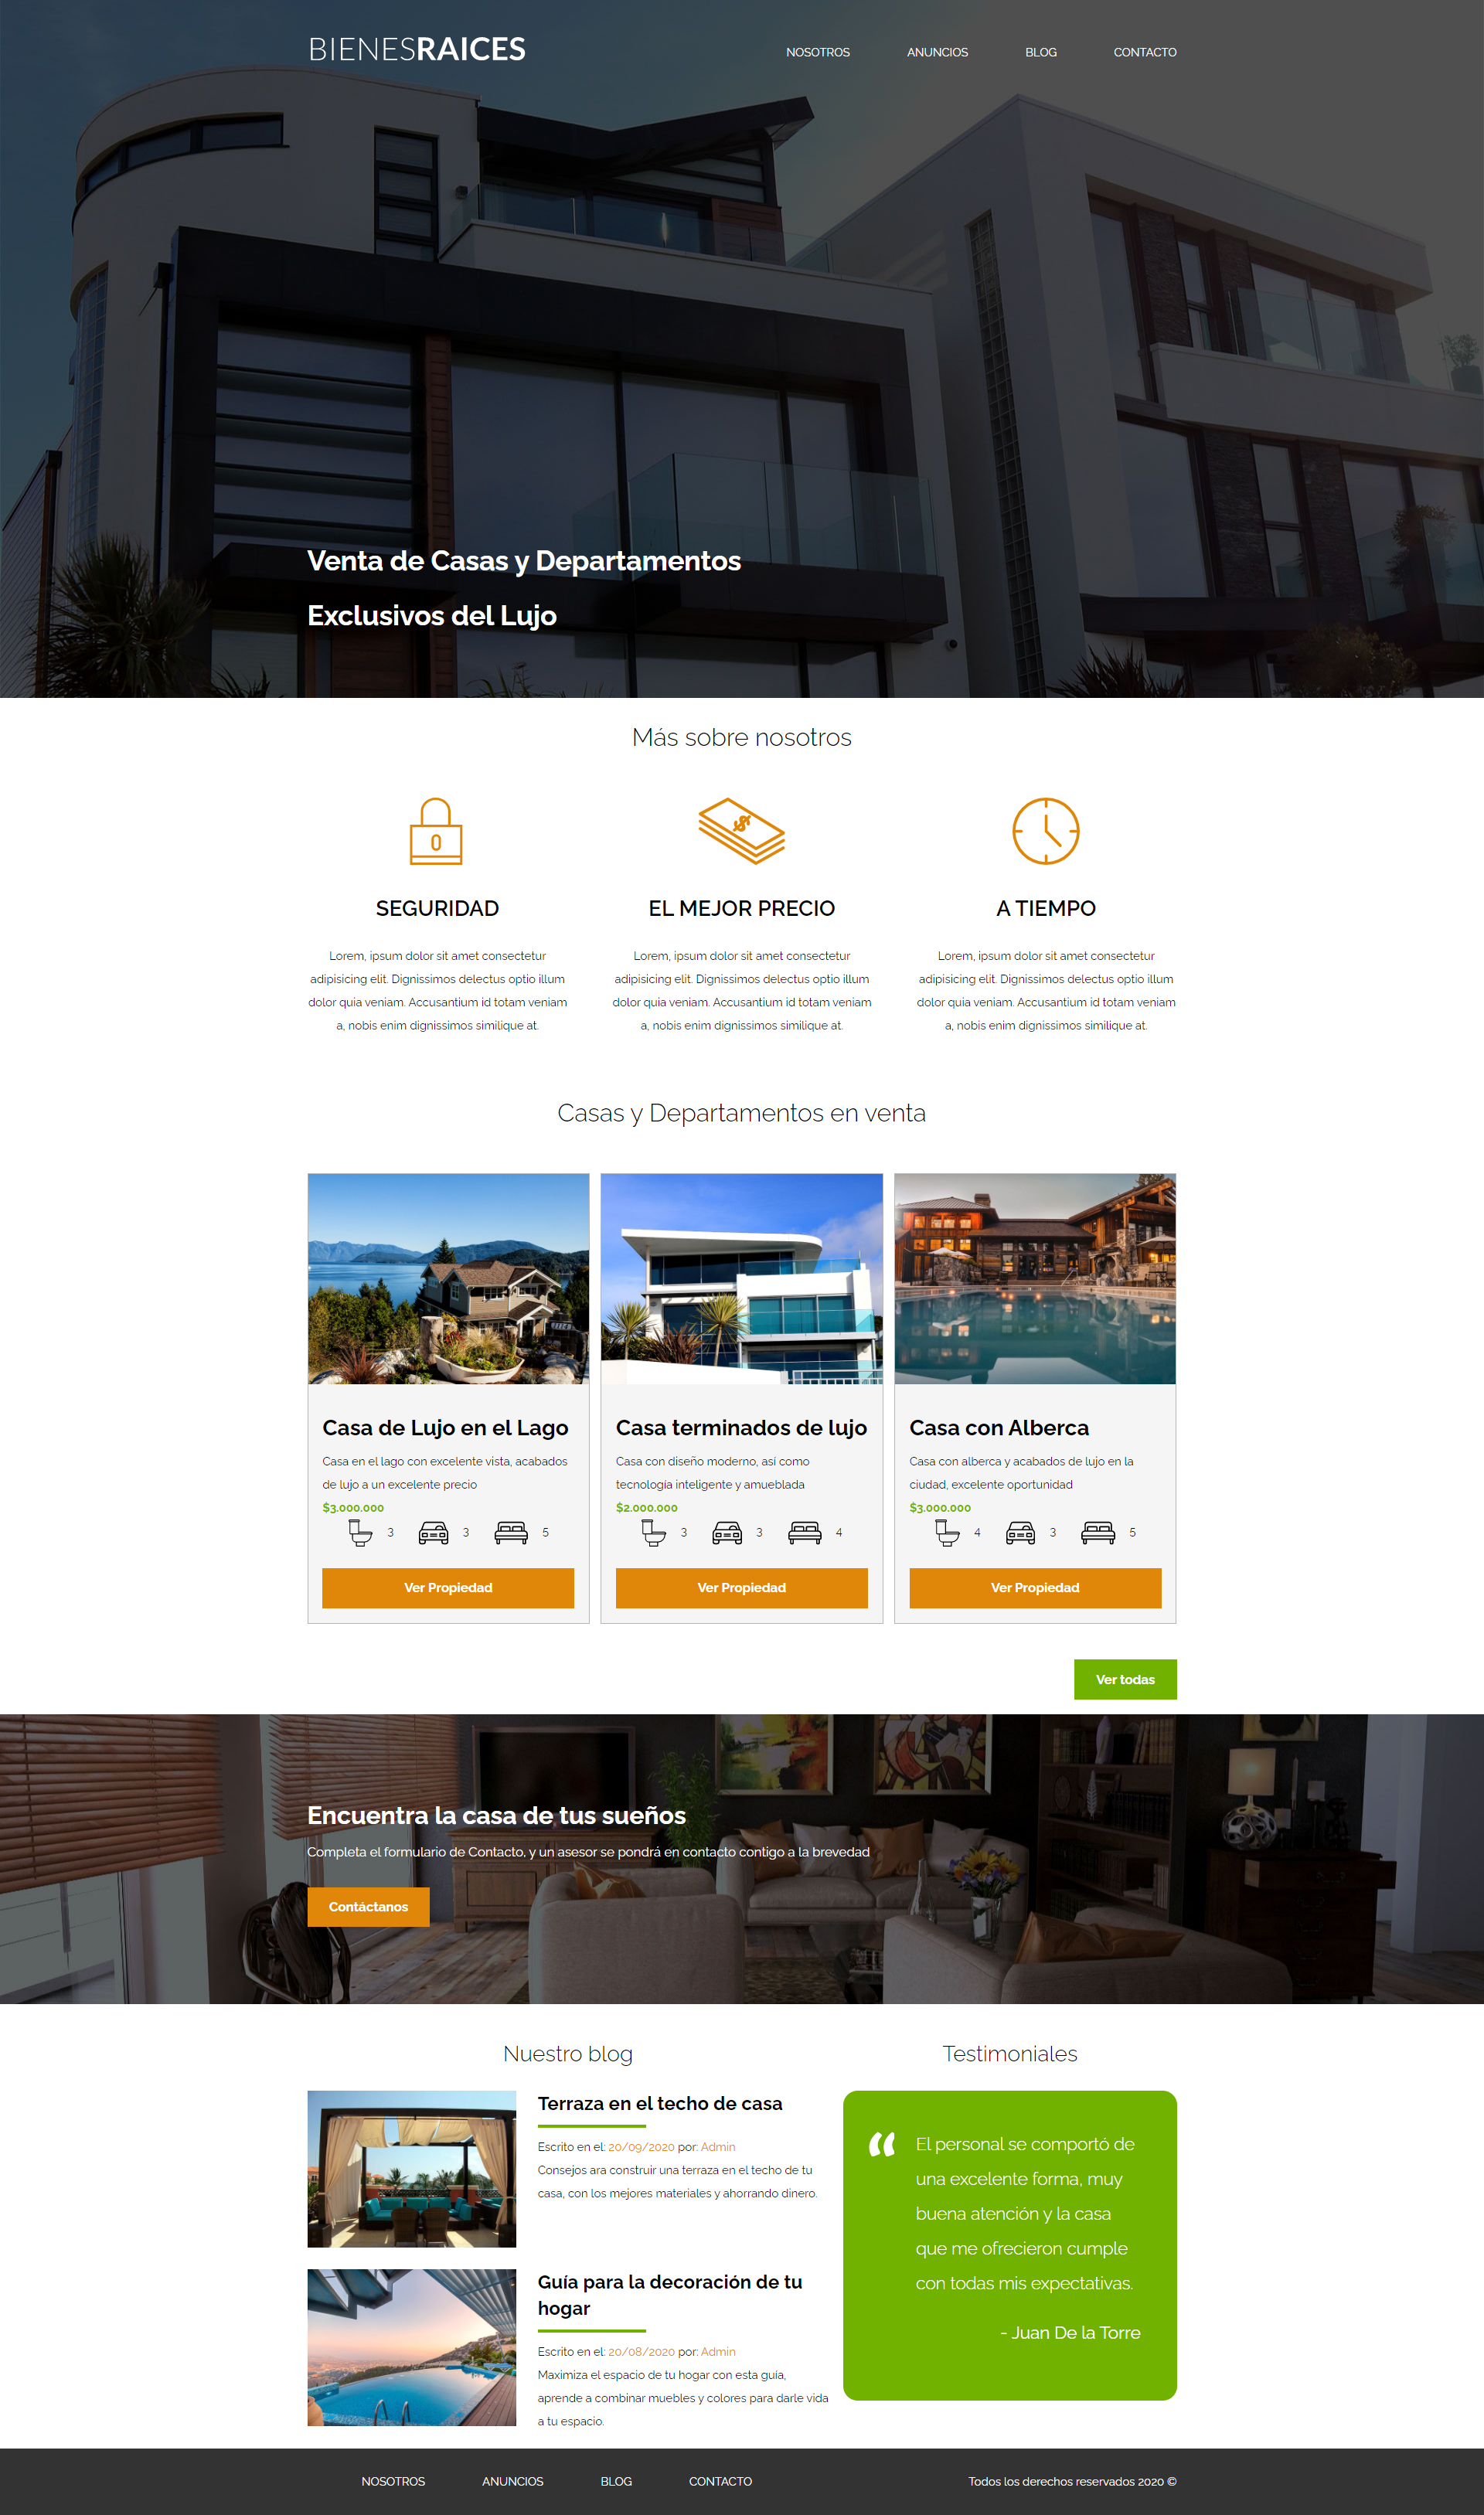 BIENESRAICES
NOSOTROS ANUNCIOS BLOG CONTACTO
Venta de Casas y Departamentos
Exclusivos del Lujo
Más sobre nosotros
SEGURIDAD
Lorem, ipsum dolor sit amet consectetur
adipisicing elit. Dignissimos delectus optio illum
dolor quia veniam. Accusantium id totam veniam
a, nobis enim dignissimos similique at.
EL MEJOR PRECIO
Lorem, ipsum dolor sit amet consectetur
adipisicing elit. Dignissimos delectus optio illum
dolor quia veniam. Accusantium id totam veniam
a, nobis enim dignissimos similique at.
A TIEMPO
Lorem, ipsum dolor sit amet consectetur
adipisicing elit. Dignissimos delectus optio illum
dolor quia veniam. Accusantium id totam veniam
a, nobis enim dignissimos similique at.
Casas y Departamentos en venta
Casa de Lujo en el Lago
Casa en el lago con excelente vista, acabados
de lujo a un excelente precio
$3.000.000
3 3 5
Ver Propiedad
Casa terminados de lujo
Casa con diseño moderno, así como
tecnología inteligente y amueblada
$2.000.000
3 3 4
Ver Propiedad
Casa con Alberca
Casa con alberca y acabados de lujo en la
ciudad, excelente oportunidad
$3.000.000
4 3 5
Ver Propiedad
Ver todas
Encuentra la casa de tus sueños
Completa el formulario de Contacto, y un asesor se pondrá en contacto contigo a la brevedad
Contáctanos
Nuestro blog
Terraza en el techo de casa
Escrito en el: 20/09/2020 por: Admin
Consejos ara construir una terraza en el techo de tu
casa, con los mejores materiales y ahorrando dinero.
Guía para la decoración de tu
hogar
Escrito en el: 20/08/2020 por: Admin
Maximiza el espacio de tu hogar con esta guía,
aprende a combinar muebles y colores para darle vida
a tu espacio.
Testimoniales
“ El personal se comportó de
una excelente forma, muy
buena atención y la casa
que me ofrecieron cumple
con todas mis expectativas.
- Juan De la Torre
NOSOTROS ANUNCIOS BLOG CONTACTO
Todos los derechos reservados 2020 ©